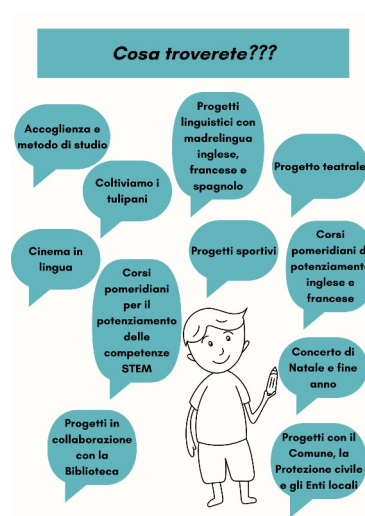 Cosa troverete???
Accoglienza e
metodo di studio
Progetti
linguistici con
madrelingua
inglese,
francese e
spagnolo
Progetto teatrale
Coltiviamo i
tulipani
Cinema in
lingua
Progetti sportivi
Corsi
pomeridiani di
potenziamento
inglese e
francese
Corsi
pomeridiani
per il
potenziamento
delle
competenze
STEM
Concerto di
Natale e fine
anno
Progetti in
collaborazione
con la
Biblioteca
Progetti con il
Comune, la
Protezione civile
e gli Enti locali